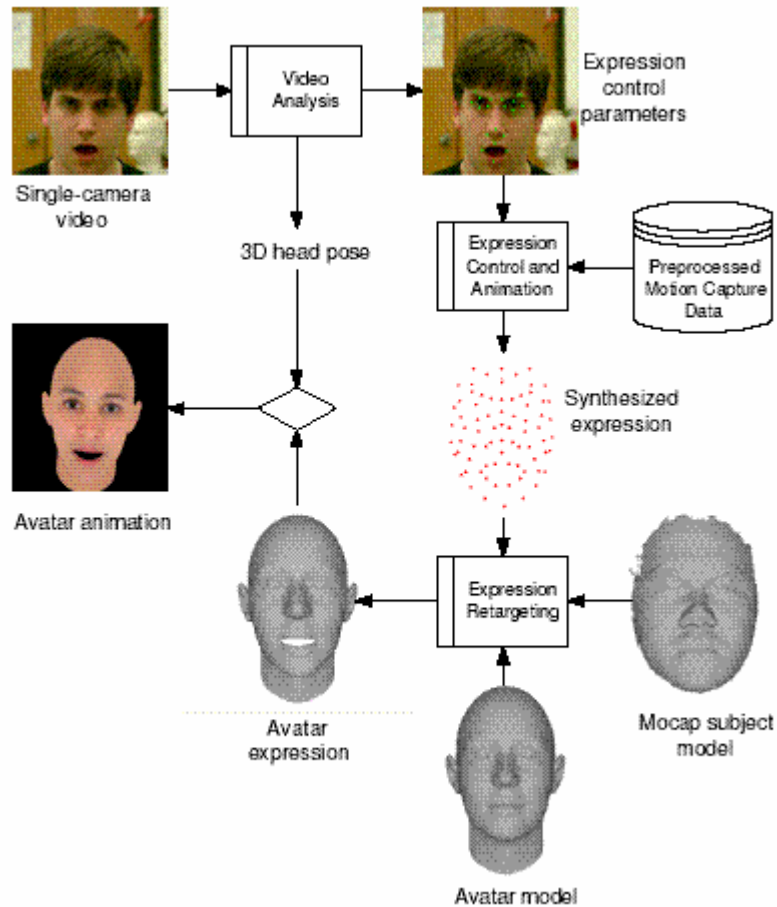 Video
Analysis
Expression
control
parameters
Single-camera
video
3D head pose
Expression
Control and
Animation
Preprocessed
Motion Capture
Data
Synthesized
expression
Avatar animation
Expression
Retargeting
Avatar
expression
Mocap subject
model
Avatar model